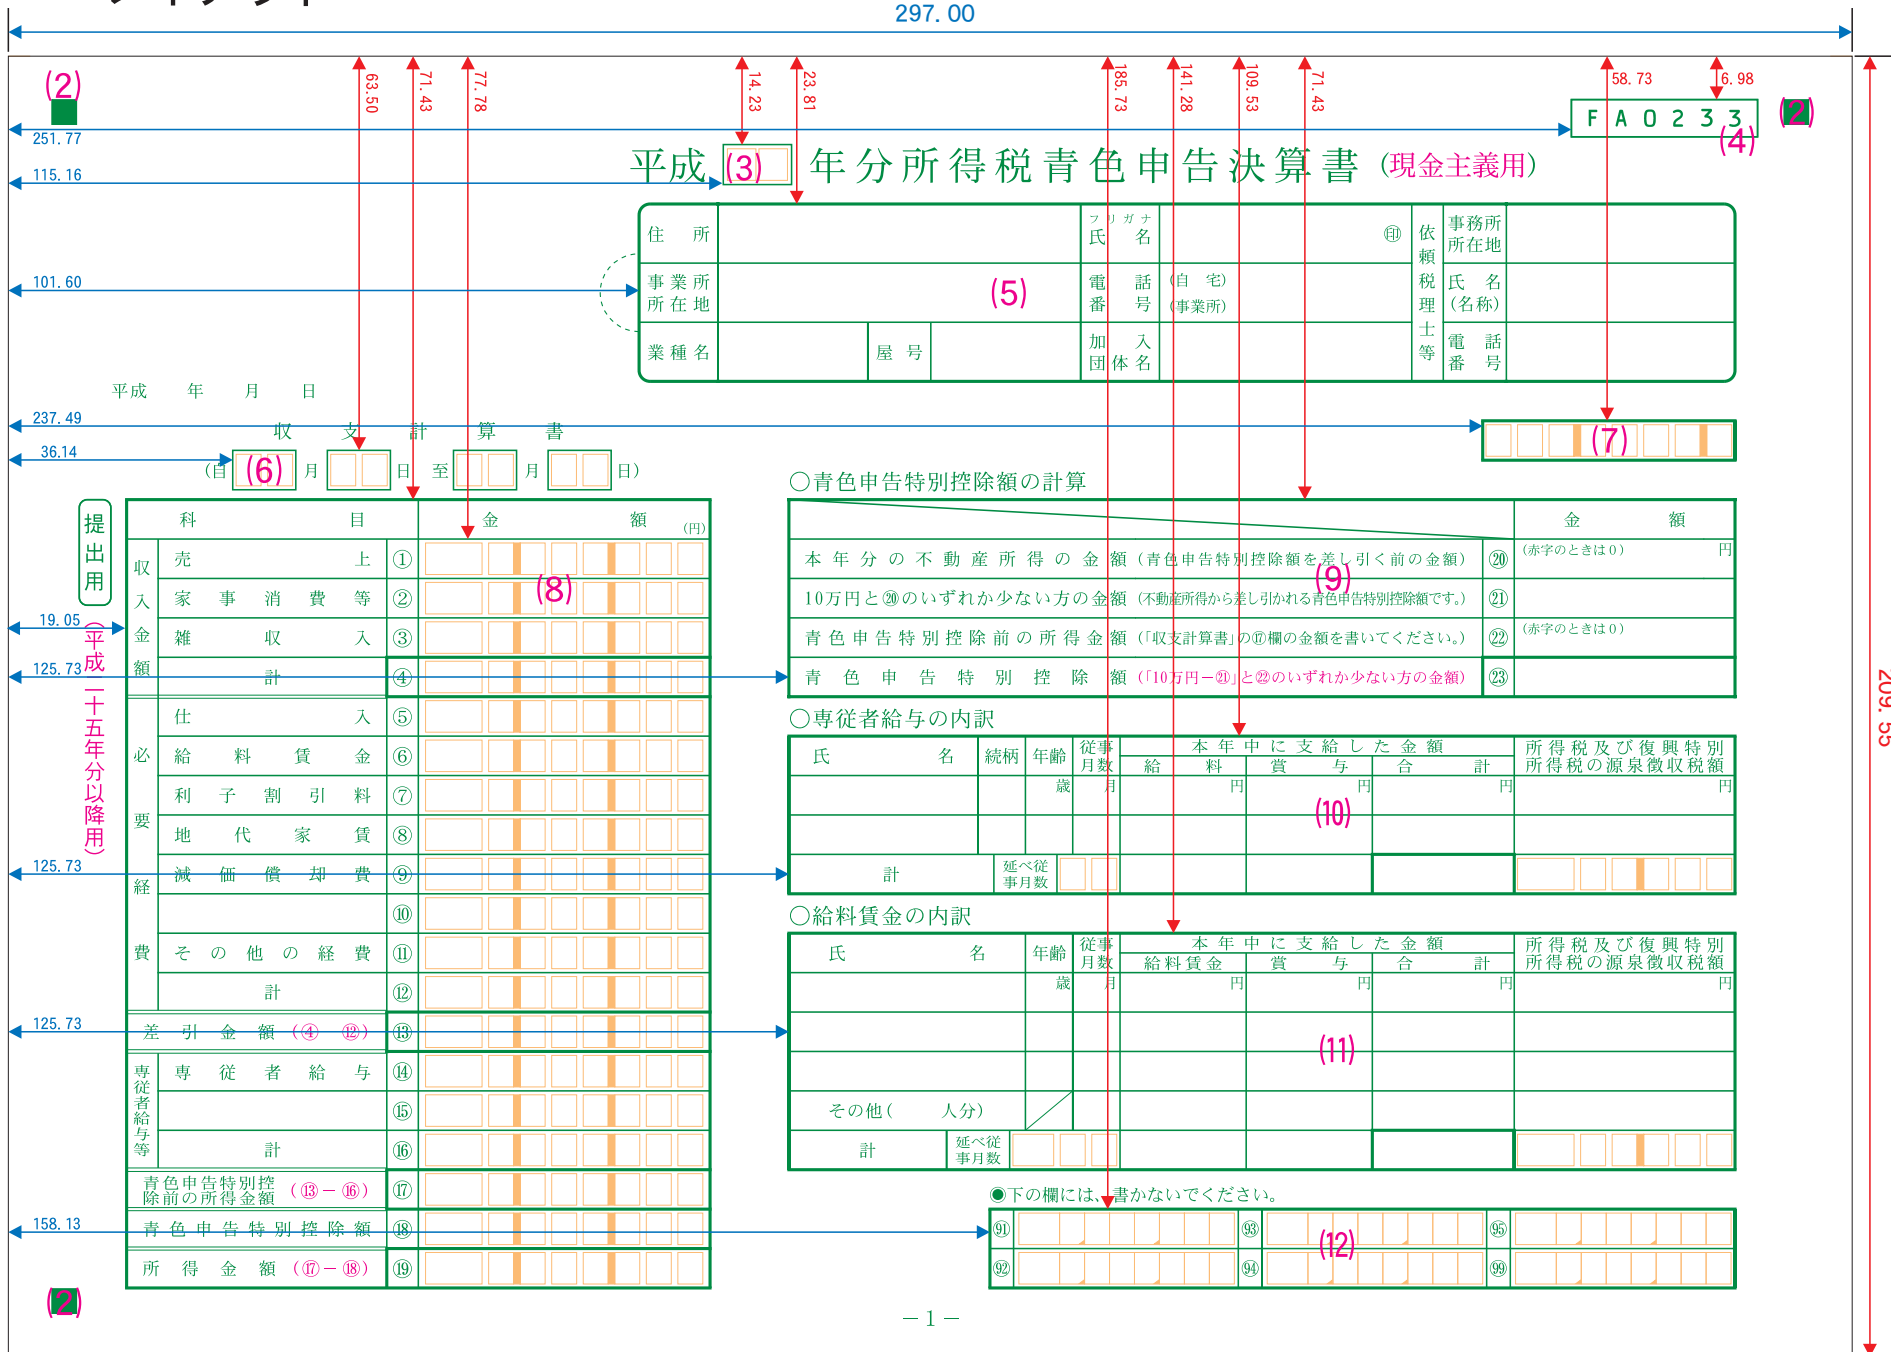 297.00
63.50
71.43
77.78
14.23
23.81
185.73
141.28
109.53
71.43
58.73
6.98
(2)
(2)
251.77
FA0233
(4)
115.16
平成 (3) 年分所得税青色申告決算書 (現金主義用)
住所
フリガナ
氏名
㊞
依頼税理士等
事務所所在地
101.60
事業所所在地
(5)
電話番号
(自宅)
(事業所)
氏名(名称)
業種名
屋号
加入団体名
電話番号
平成 年 月 日
237.49
収支計算書
(7)
36.14
(自 (6) 月 日 至 月 日)
提出用
(平成二十五年分以降用)
19.05
125.73
125.73
125.73
158.13
209.55
科目 金額 (円)
収入金額
売上 ①
(8)
家事消費等 ②
雑収入 ③
計 ④
必要経費
仕入 ⑤
給料賃金 ⑥
利子割引料 ⑦
地代家賃 ⑧
減価償却費 ⑨
⑩
その他の経費 ⑪
計 ⑫
差引金額 (④ ⑫) ⑬
専従者給与等
専従者給与 ⑭
⑮
計 ⑯
青色申告特別控除前の所得金額 (⑬−⑯) ⑰
青色申告特別控除額 ⑱
所得金額 (⑰−⑱) ⑲
(2)
○青色申告特別控除額の計算
金額
本年分の不動産所得の金額(青色申告特別控除額を差し引く前の金額) ⑳ (赤字のときは0) 円
(9)
10万円と⑳のいずれか少ない方の金額(不動産所得から差し引かれる青色申告特別控除額です。) ㉑
青色申告特別控除前の所得金額(「収支計算書」の⑰欄の金額を書いてください。) ㉒ (赤字のときは0)
青色申告特別控除額(「10万円−㉑」と㉒のいずれか少ない方の金額) ㉓
○専従者給与の内訳
氏名 続柄 年齢 従事月数 本年中に支給した金額 所得税及び復興特別所得税の源泉徴収税額
給料 賞与 合計
歳 月 円 円 円 円
(10)
計 延べ従事月数
○給料賃金の内訳
氏名 年齢 従事月数 本年中に支給した金額 所得税及び復興特別所得税の源泉徴収税額
給料賃金 賞与 合計
歳 月 円 円 円 円
(11)
その他( 人分)
計 延べ従事月数
◉下の欄には、書かないでください。
91 93 95
(12)
92 94 99
−1−